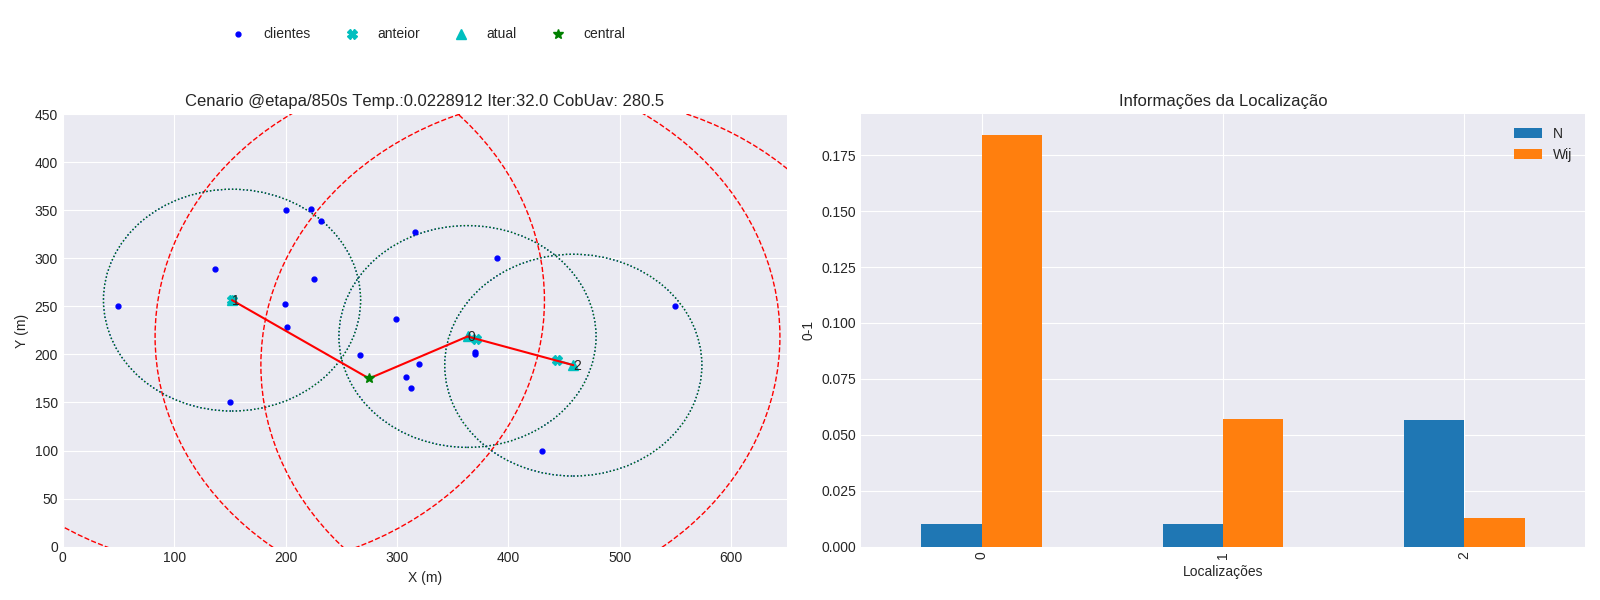 clientes anteior atual central
Cenario @etapa/850s Temp.:0.0228912 Iter:32.0 CobUav: 280.5
450
400
350
300
250
200
150
100
50
0
Y (m)
1
0
2
0 100 200 300 400 500 600
X (m)
Informações da Localização
N
Wij
0.175
0.150
0.125
0.100
0.075
0.050
0.025
0.000
0-1
0 1 2
Localizações